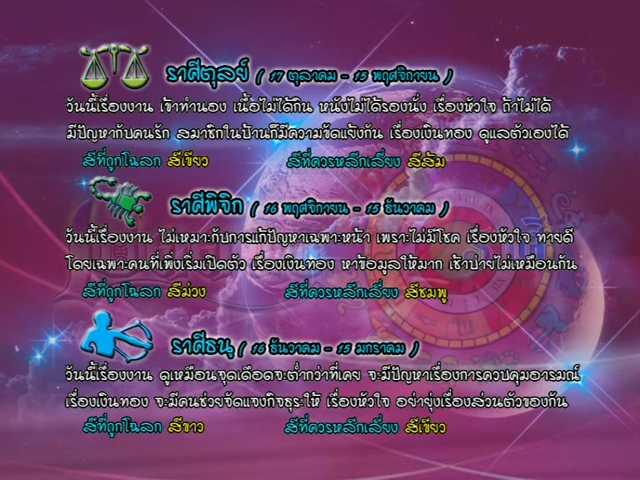 ราศีตุลย์ ( 17 ตุลาคม - 15 พฤศจิกายน )
วันนี้เรื่องงาน เข้าทำนอง เนื้อไม่ได้กิน หนังไม่ได้รองนั่ง เรื่องหัวใจ ถ้าไม่ได้
มีปัญหากับคนรัก สมาชิกในบ้านก็มีความขัดแย้งกัน เรื่องเงินทอง ดูแลตัวเองได้
สีที่ถูกโฉลก สีเขียว สีที่ควรหลีกเลี่ยง สีส้ม
ราศีพิจิก ( 16 พฤศจิกายน - 15 ธันวาคม )
วันนี้เรื่องงาน ไม่เหมาะกับการแก้ปัญหาเฉพาะหน้า เพราะไม่มีโชค เรื่องหัวใจ ทายดี
โดยเฉพาะคนที่เพิ่งเริ่มเปิดตัว เรื่องเงินทอง หาข้อมูลให้มาก เช้าบ่ายไม่เหมือนกัน
สีที่ถูกโฉลก สีม่วง สีที่ควรหลีกเลี่ยง สีชมพู
ราศีธนู ( 16 ธันวาคม - 15 มกราคม )
วันนี้เรื่องงาน ดูเหมือนจุดเดือดจะต่ำกว่าที่เคย จะมีปัญหาเรื่องการควบคุมอารมณ์
เรื่องเงินทอง จะมีคนช่วยจัดแจงกิจธุระให้ เรื่องหัวใจ อย่ายุ่งเรื่องส่วนตัวของกัน
สีที่ถูกโฉลก สีขาว สีที่ควรหลีกเลี่ยง สีเขียว